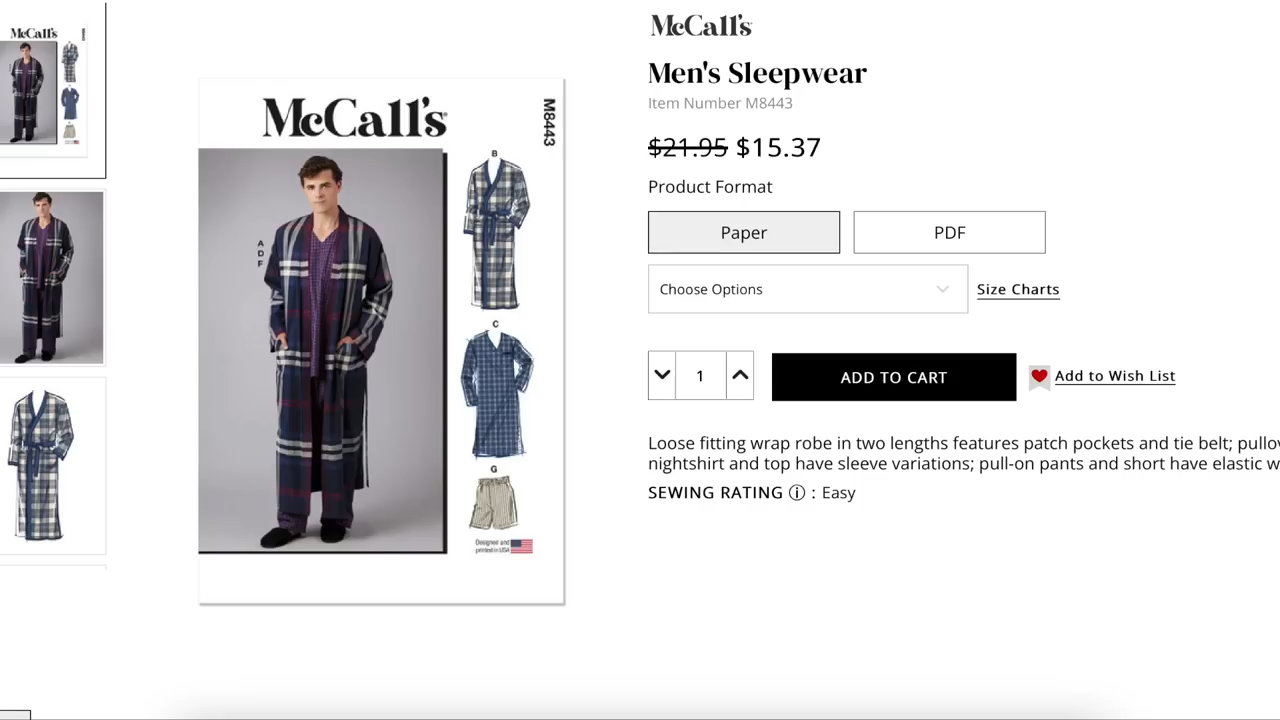 McCall's
McCall's
M8443
A
D
F
B
C
G
Designed and
printed in USA
McCall's
Men's Sleepwear
Item Number M8443
$21.95 $15.37
Product Format
Paper
PDF
Choose Options
Size Charts
1
ADD TO CART
Add to Wish List
Loose fitting wrap robe in two lengths features patch pockets and tie belt;
nightshirt and top have sleeve variations; pull-on pants and short have elastic
SEWING RATING ⓘ : Easy